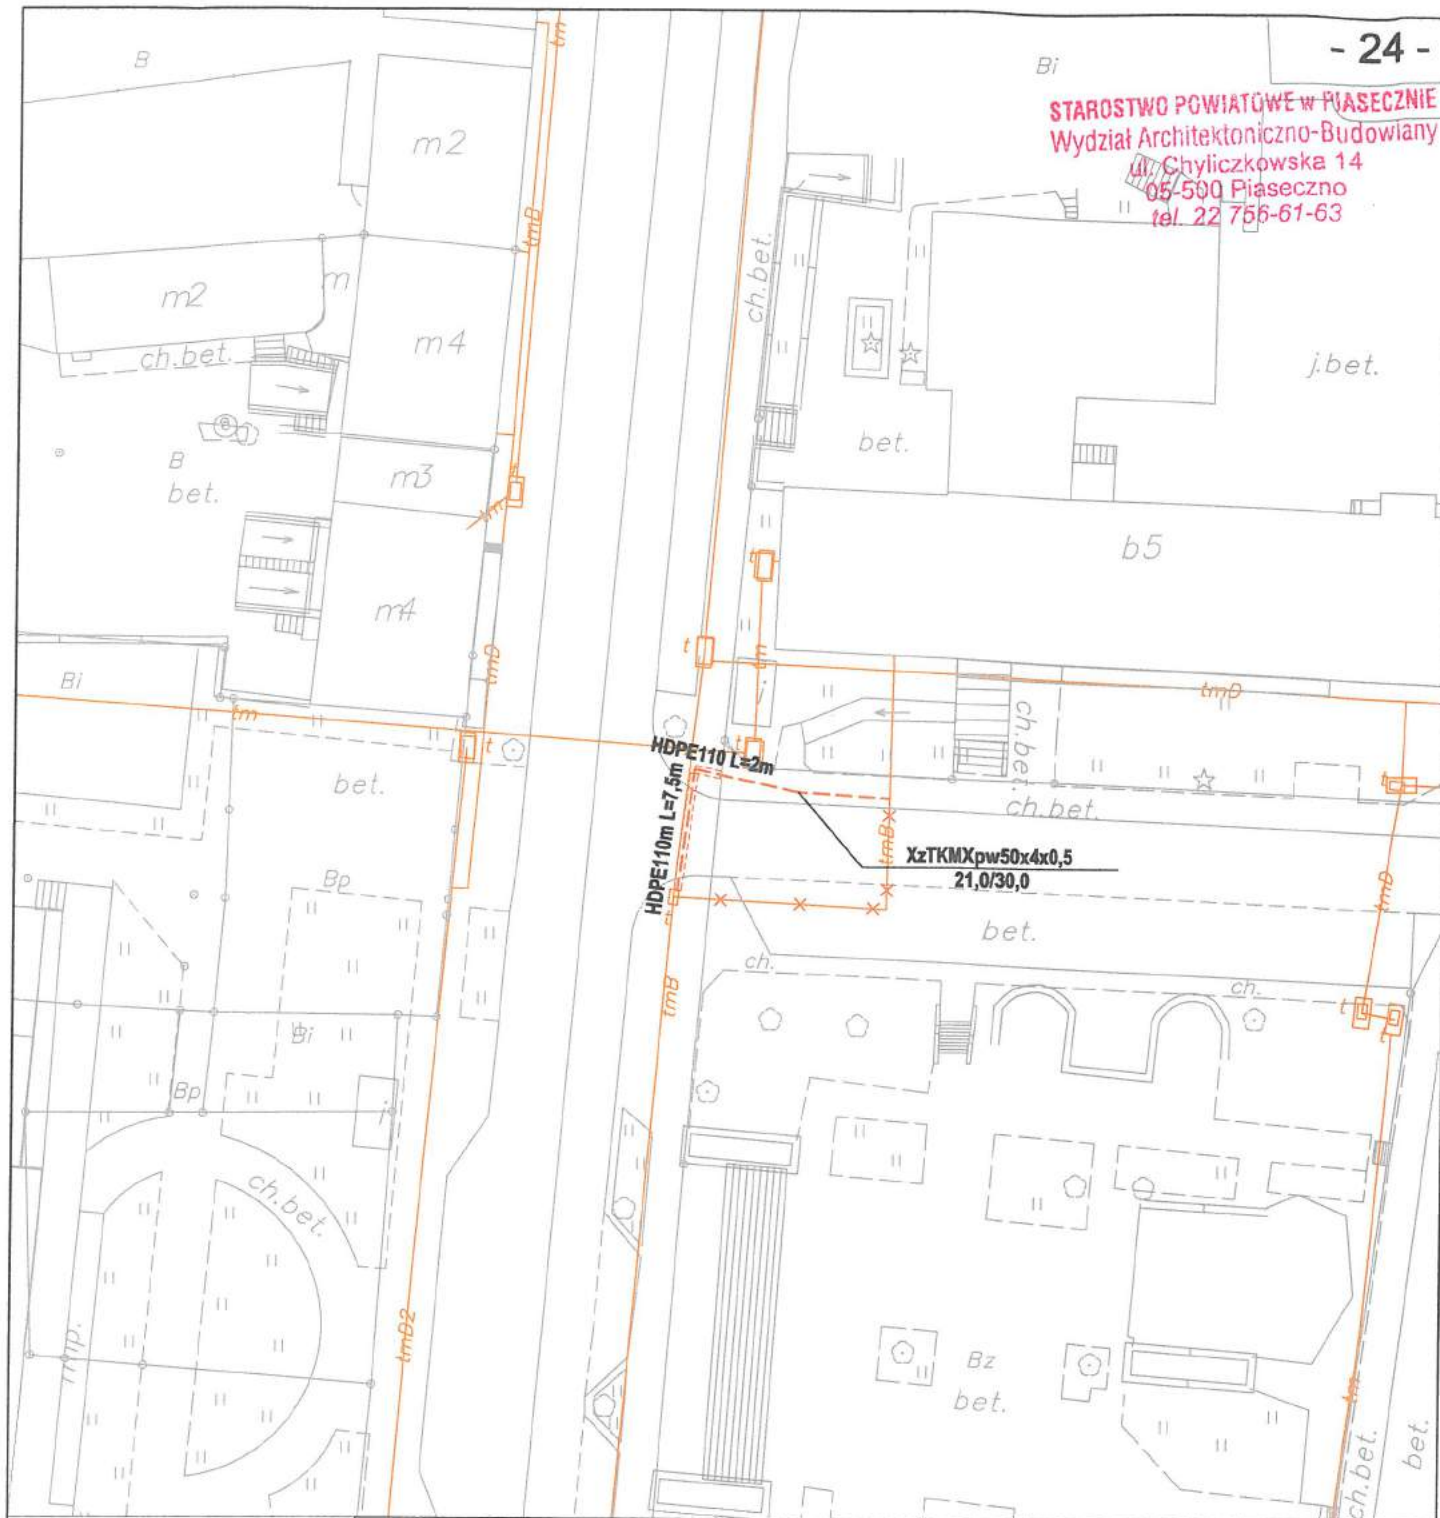 - 24 -
B
tm
Bi
STAROSTWO POWIATOWE w PIASECZNIE
Wydział Architektoniczno-Budowlany
ul. Chyliczkowska 14
05-500 Piaseczno
tel. 22 756-61-63
m2
tmB
ch.bet.
m2
m
m4
ch.bet.
j.bet.
bet.
B
bet.
m3
t
tm
b5
t
m4
t
tmD
Bi
tm
t
tmD
ch.bet.
t
HDPE110 L=2m
HDPE110m L=7,5m
bet.
t
ch.bet.
tmB
XzTKMXpw50x4x0,5
21,0/30,0
Bp
tmD
bet.
ch.
ch.
tmB
t
t
Bi
Bp
j
ch.bet.
tmD2
Bz
bet.
tm
ch.bet.
bet.